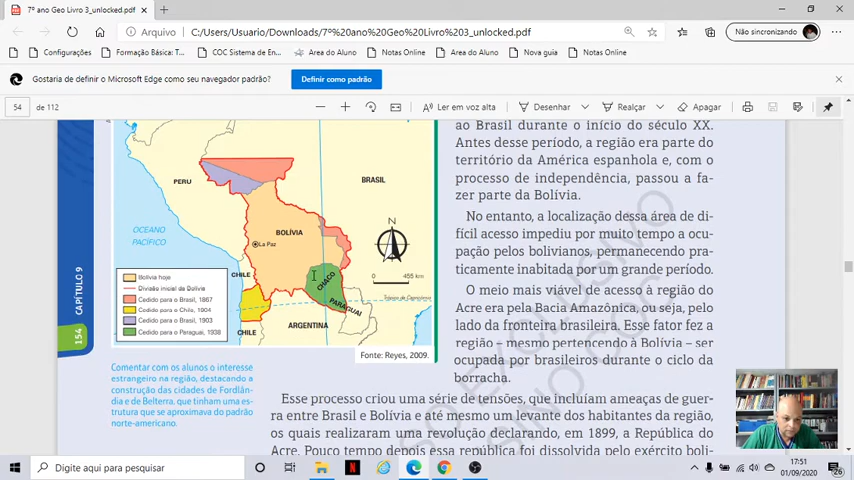 7º ano Geo Livro 3_unlocked.pdf
Arquivo
C:/Users/Usuario/Downloads/7º%20ano%20Geo%20Livro%203_unlocked.pdf
Não sincronizando
Configurações
Formação Básica: T...
COC Sistema de En...
Area do Aluno
Notas Online
Area do Aluno
Nova guia
Notas Online
Gostaria de definir o Microsoft Edge como seu navegador padrão?
Definir como padrão
54
de 112
Ler em voz alta
Desenhar
Realçar
Apagar
PERU
BRASIL
OCEANO
PACÍFICO
BOLÍVIA
La Paz
N
0
455 km
CHILE
CHACO
PARAGUAI
Trópico de Capricórnio
CHILE
ARGENTINA
Bolívia hoje
Divisão inicial da Bolívia
Cedido para o Brasil, 1867
Cedido para o Chile, 1904
Cedido para o Brasil, 1903
Cedido para o Paraguai, 1938
Fonte: Reyes, 2009.
CAPÍTULO 9
154
Comentar com os alunos o interesse
estrangeiro na região, destacando a
construção das cidades de Fordlân-
dia e de Belterra, que tinham uma es-
trutura que se aproximava do padrão
norte-americano.
ao Brasil durante o início do século XX.
Antes desse período, a região era parte do
território da América espanhola e, com o
processo de independência, passou a fa-
zer parte da Bolívia.
No entanto, a localização dessa área de di-
fícil acesso impediu por muito tempo a ocu-
pação pelos bolivianos, permanecendo pra-
ticamente inabitada por um grande período.
O meio mais viável de acesso à região do
Acre era pela Bacia Amazônica, ou seja, pelo
lado da fronteira brasileira. Esse fator fez a
região – mesmo pertencendo à Bolívia – ser
ocupada por brasileiros durante o ciclo da
borracha.
Esse processo criou uma série de tensões, que incluíam ameaças de guer-
ra entre Brasil e Bolívia e até mesmo um levante dos habitantes da região,
os quais realizaram uma revolução declarando, em 1899, a República do
Acre. Pouco tempo depois essa república foi dissolvida pelo exército boli-
Digite aqui para pesquisar
17:51
01/09/2020
26